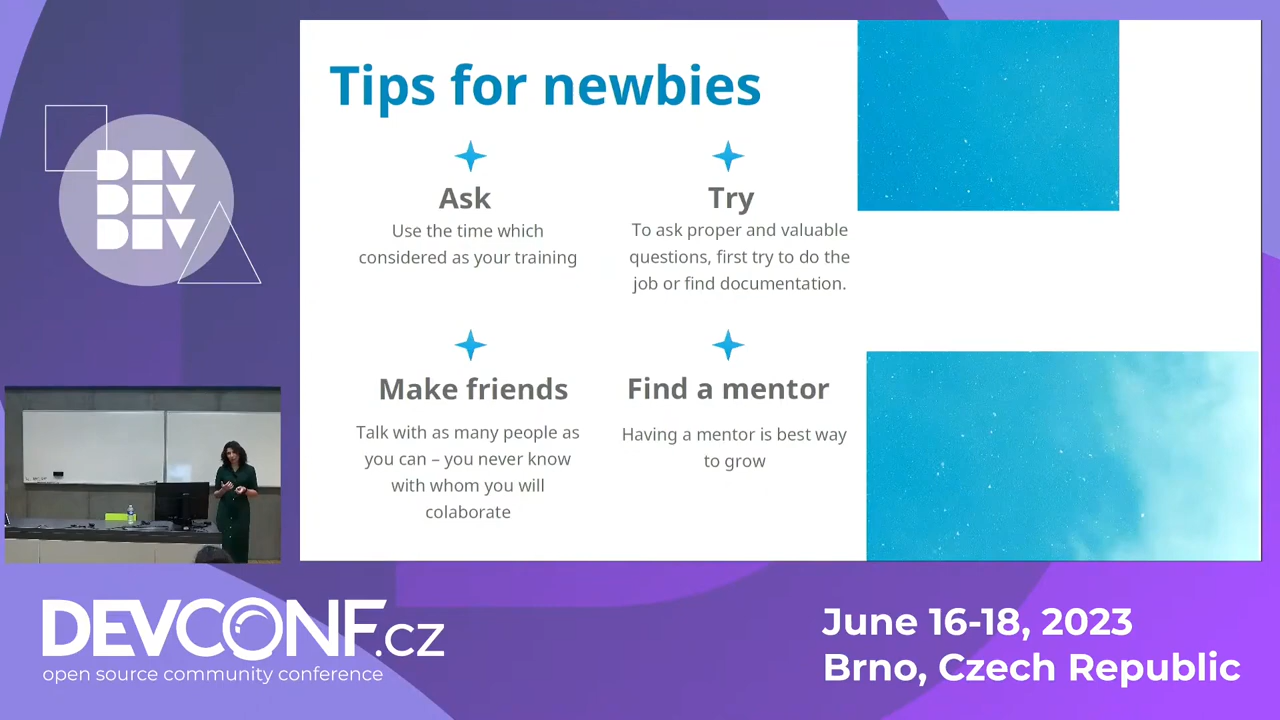 Tips for newbies
Ask
Use the time which
considered as your training
Try
To ask proper and valuable
questions, first try to do the
job or find documentation.
Make friends
Talk with as many people as
you can – you never know
with whom you will
colaborate
Find a mentor
Having a mentor is best way
to grow
DEV
DEV
DEV
DEVCONF.cz
open source community conference
June 16-18, 2023
Brno, Czech Republic